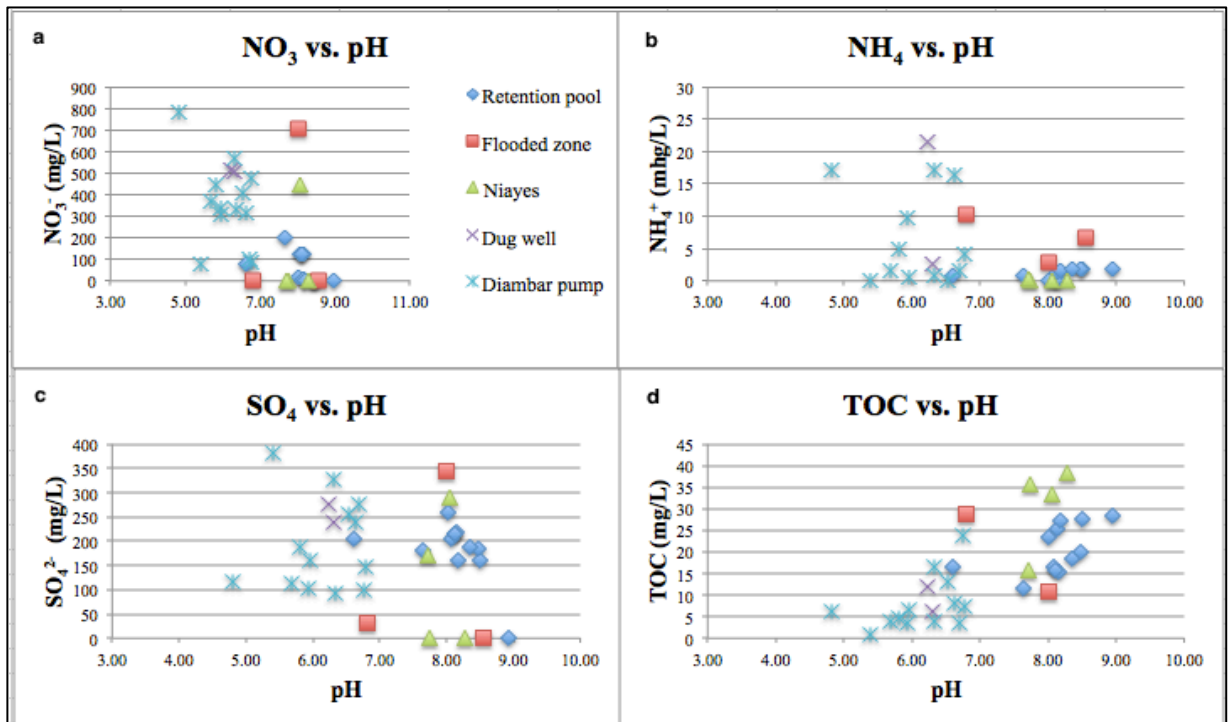 a
NO₃ vs. pH
900
800
700
600
500
400
300
200
100
0
NO₃⁻ (mg/L)
3.00 5.00 7.00 9.00 11.00
pH
Retention pool
Flooded zone
Niayes
Dug well
Diambar pump
b
NH₄ vs. pH
30
25
20
15
10
5
0
NH₄⁺ (mhg/L)
3.00 4.00 5.00 6.00 7.00 8.00 9.00 10.00
pH
c
SO₄ vs. pH
400
350
300
250
200
150
100
50
0
SO₄²⁻ (mg/L)
3.00 4.00 5.00 6.00 7.00 8.00 9.00 10.00
pH
d
TOC vs. pH
45
40
35
30
25
20
15
10
5
0
TOC (mg/L)
3.00 4.00 5.00 6.00 7.00 8.00 9.00 10.00
pH